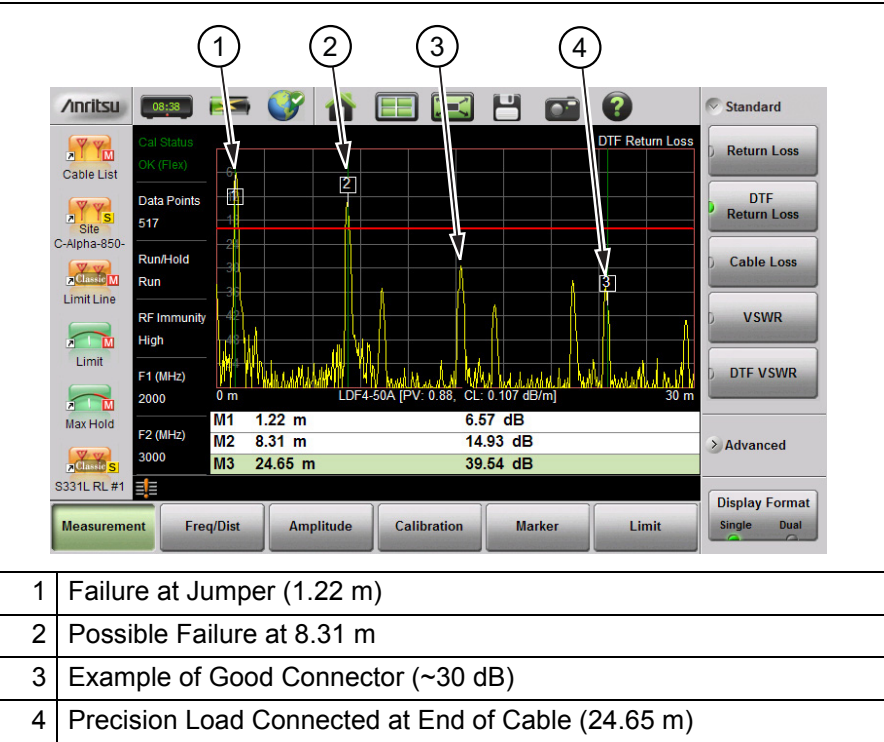 1 2 3 4
/Inritsu 08:38 Standard
Cable List
Site
C-Alpha-850-
Classic M
Limit Line
Limit
Max Hold
Classic S
S331L RL #1
Cal Status
OK (Flex)
Data Points
517
Run/Hold
Run
RF Immunity
High
F1 (MHz)
2000
F2 (MHz)
3000
DTF Return Loss
1 2 3
0 m LDF4-50A [PV: 0.88, CL: 0.107 dB/m] 30 m
M1 1.22 m 6.57 dB
M2 8.31 m 14.93 dB
M3 24.65 m 39.54 dB
Return Loss
DTF
Return Loss
Cable Loss
VSWR
DTF VSWR
Advanced
Display Format
Single Dual
Measurement Freq/Dist Amplitude Calibration Marker Limit
1 Failure at Jumper (1.22 m)
2 Possible Failure at 8.31 m
3 Example of Good Connector (~30 dB)
4 Precision Load Connected at End of Cable (24.65 m)